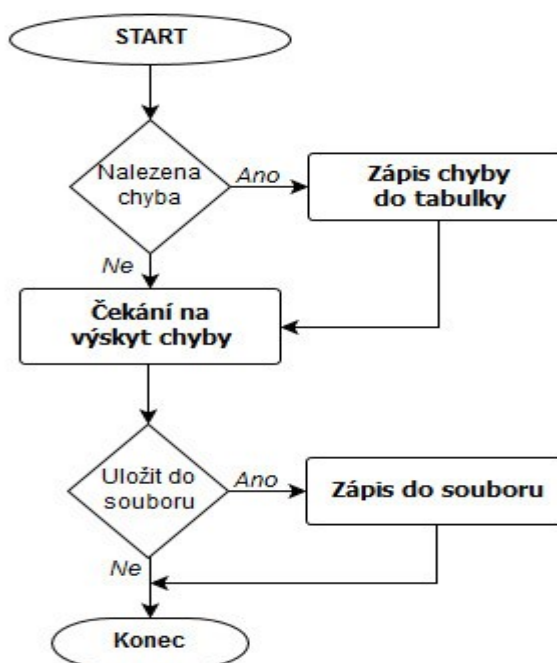 START
Nalezena
chyba
Ano
Zápis chyby
do tabulky
Ne
Čekání na
výskyt chyby
Uložit do
souboru
Ano
Zápis do souboru
Ne
Konec